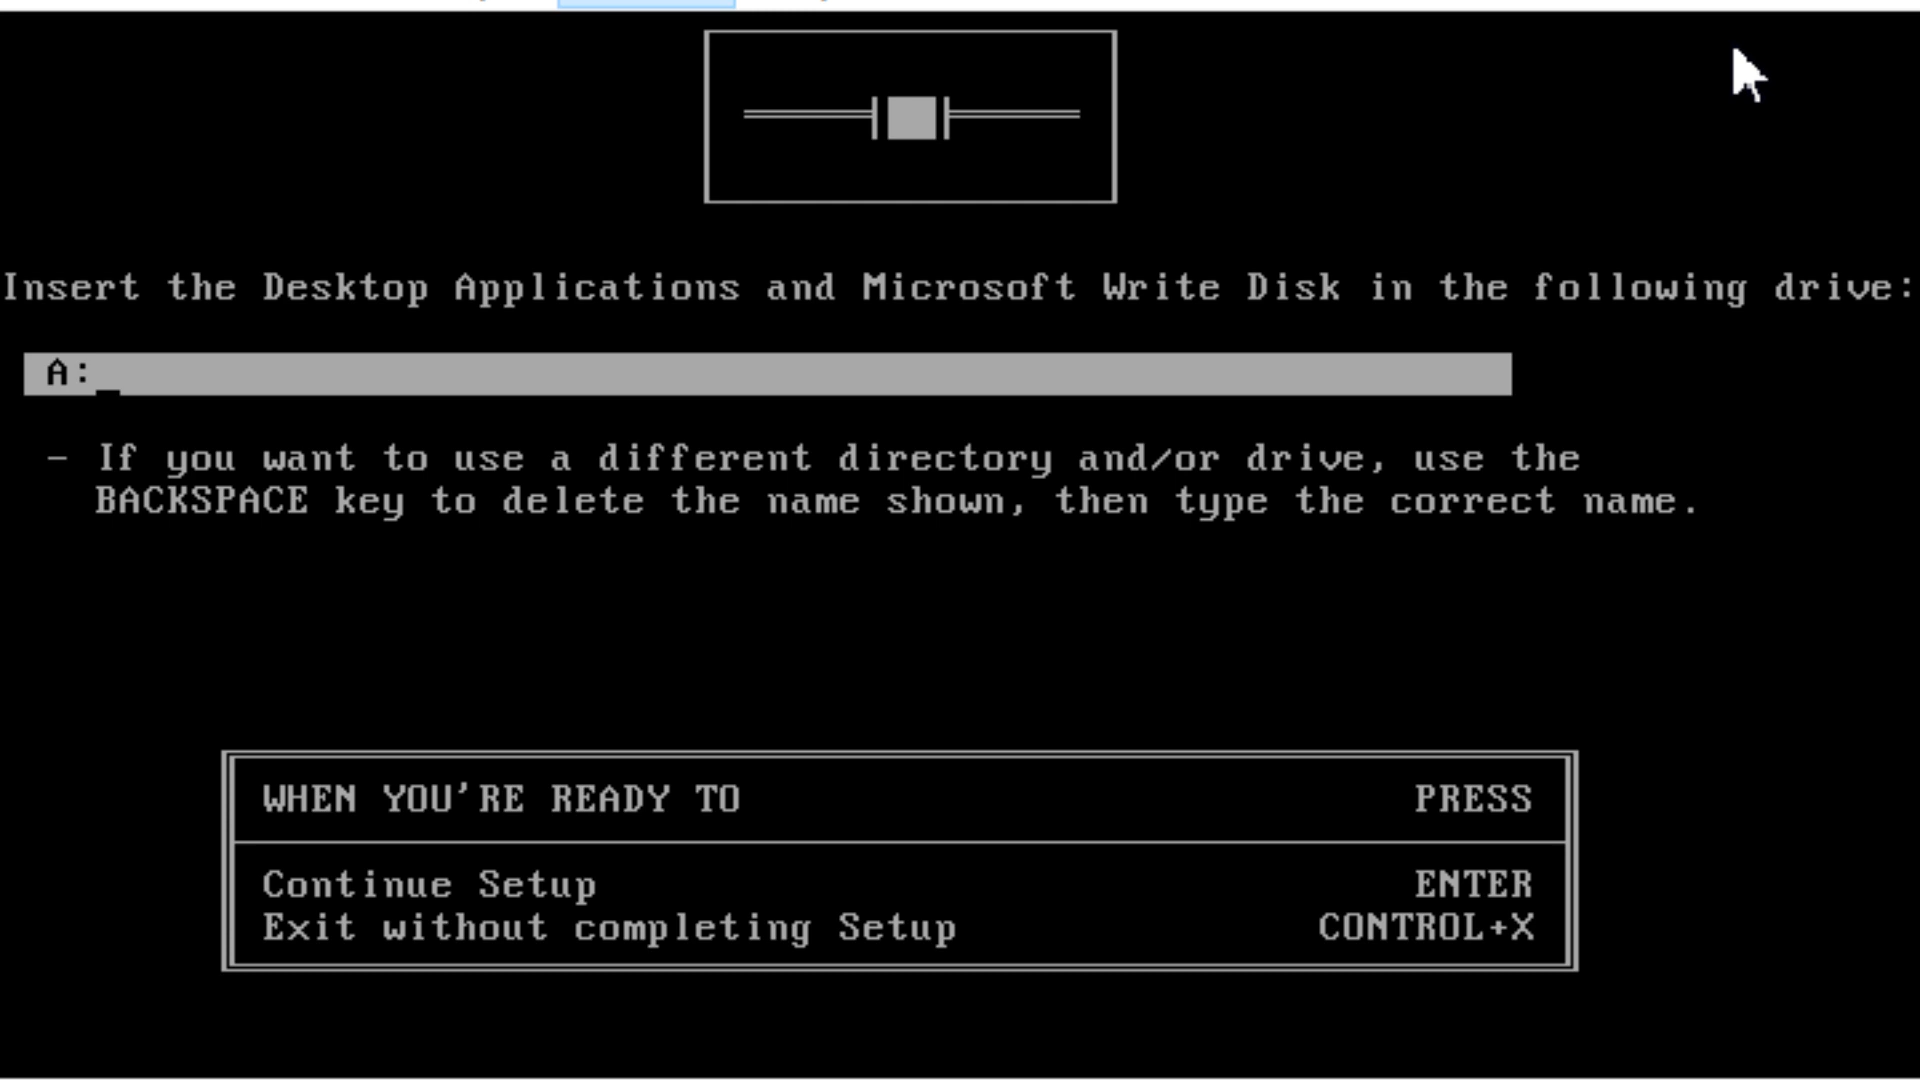 Insert the Desktop Applications and Microsoft Write Disk in the following drive:
A:_
- If you want to use a different directory and/or drive, use the
BACKSPACE key to delete the name shown, then type the correct name.
WHEN YOU'RE READY TO PRESS
Continue Setup ENTER
Exit without completing Setup CONTROL+X